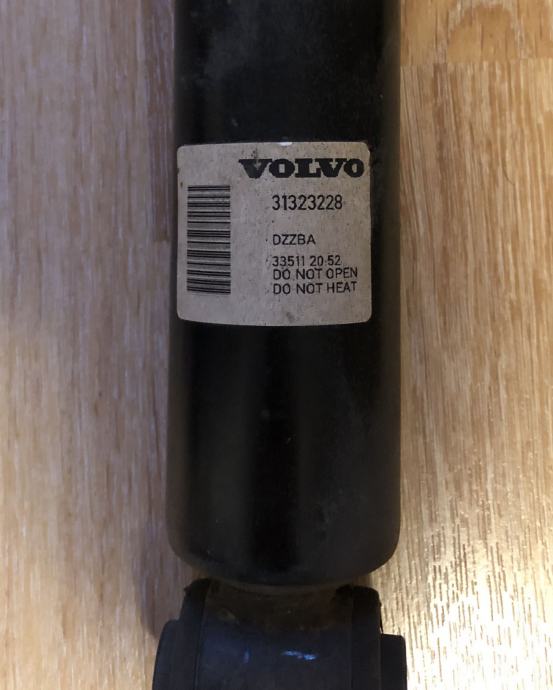 VOLVO
31323228
DZZBA
33511 20-52
DO NOT OPEN
DO NOT HEAT